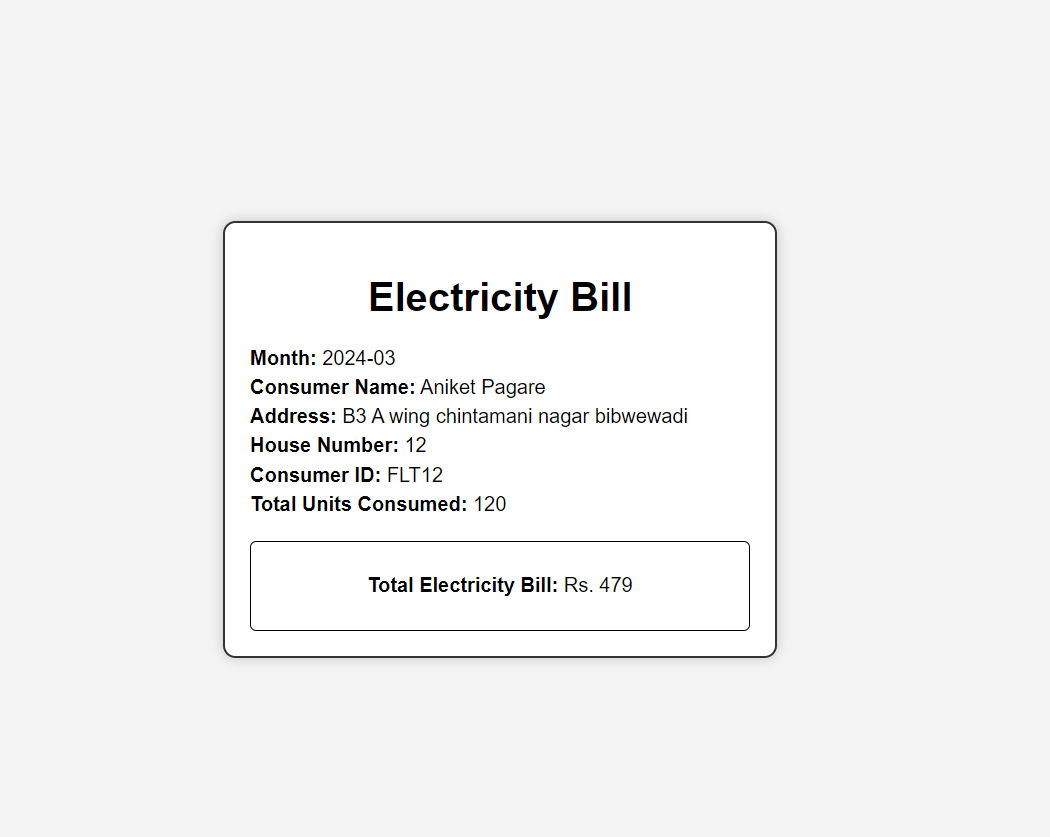 Electricity Bill
Month: 2024-03
Consumer Name: Aniket Pagare
Address: B3 A wing chintamani nagar bibwewadi
House Number: 12
Consumer ID: FLT12
Total Units Consumed: 120
Total Electricity Bill: Rs. 479